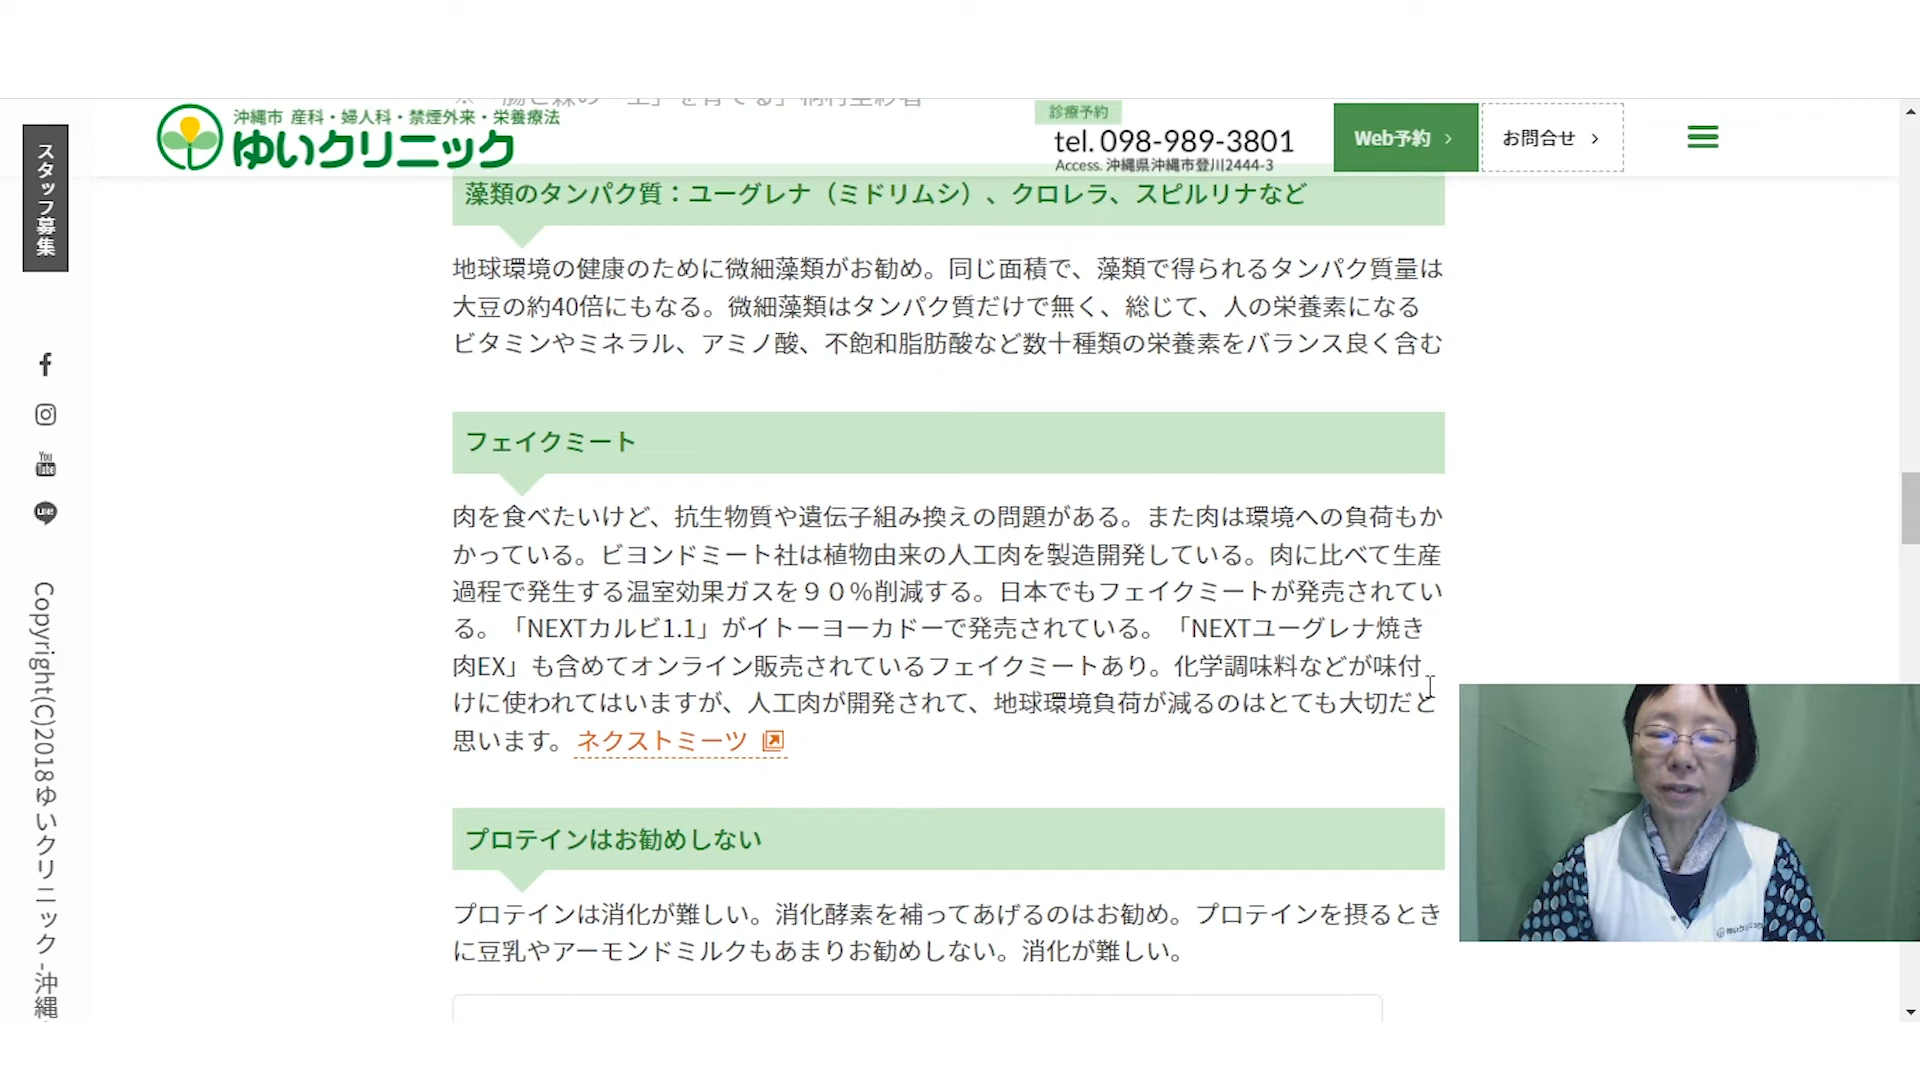 沖縄市 産科・婦人科・禁煙外来・栄養療法
ゆいクリニック
診療予約
tel. 098-989-3801
Access. 沖縄県沖縄市登川2444-3
Web予約
お問合せ
スタッフ募集
藻類のタンパク質：ユーグレナ（ミドリムシ）、クロレラ、スピルリナなど
地球環境の健康のために微細藻類がお勧め。同じ面積で、藻類で得られるタンパク質量は
大豆の約40倍にもなる。微細藻類はタンパク質だけで無く、総じて、人の栄養素になる
ビタミンやミネラル、アミノ酸、不飽和脂肪酸など数十種類の栄養素をバランス良く含む
フェイクミート
肉を食べたいけど、抗生物質や遺伝子組み換えの問題がある。また肉は環境への負荷もか
かっている。ビヨンドミート社は植物由来の人工肉を製造開発している。肉に比べて生産
過程で発生する温室効果ガスを９０％削減する。日本でもフェイクミートが発売されてい
る。「NEXTカルビ1.1」がイトーヨーカドーで発売されている。「NEXTユーグレナ焼き
肉EX」も含めてオンライン販売されているフェイクミートあり。化学調味料などが味付
けに使われてはいますが、人工肉が開発されて、地球環境負荷が減るのはとても大切だと
思います。ネクストミーツ
プロテインはお勧めしない
プロテインは消化が難しい。消化酵素を補ってあげるのはお勧め。プロテインを摂るとき
に豆乳やアーモンドミルクもあまりお勧めしない。消化が難しい。
You Tube
LINE
Copyright(C)2018ゆいクリニック -沖縄
ゆいクリニック